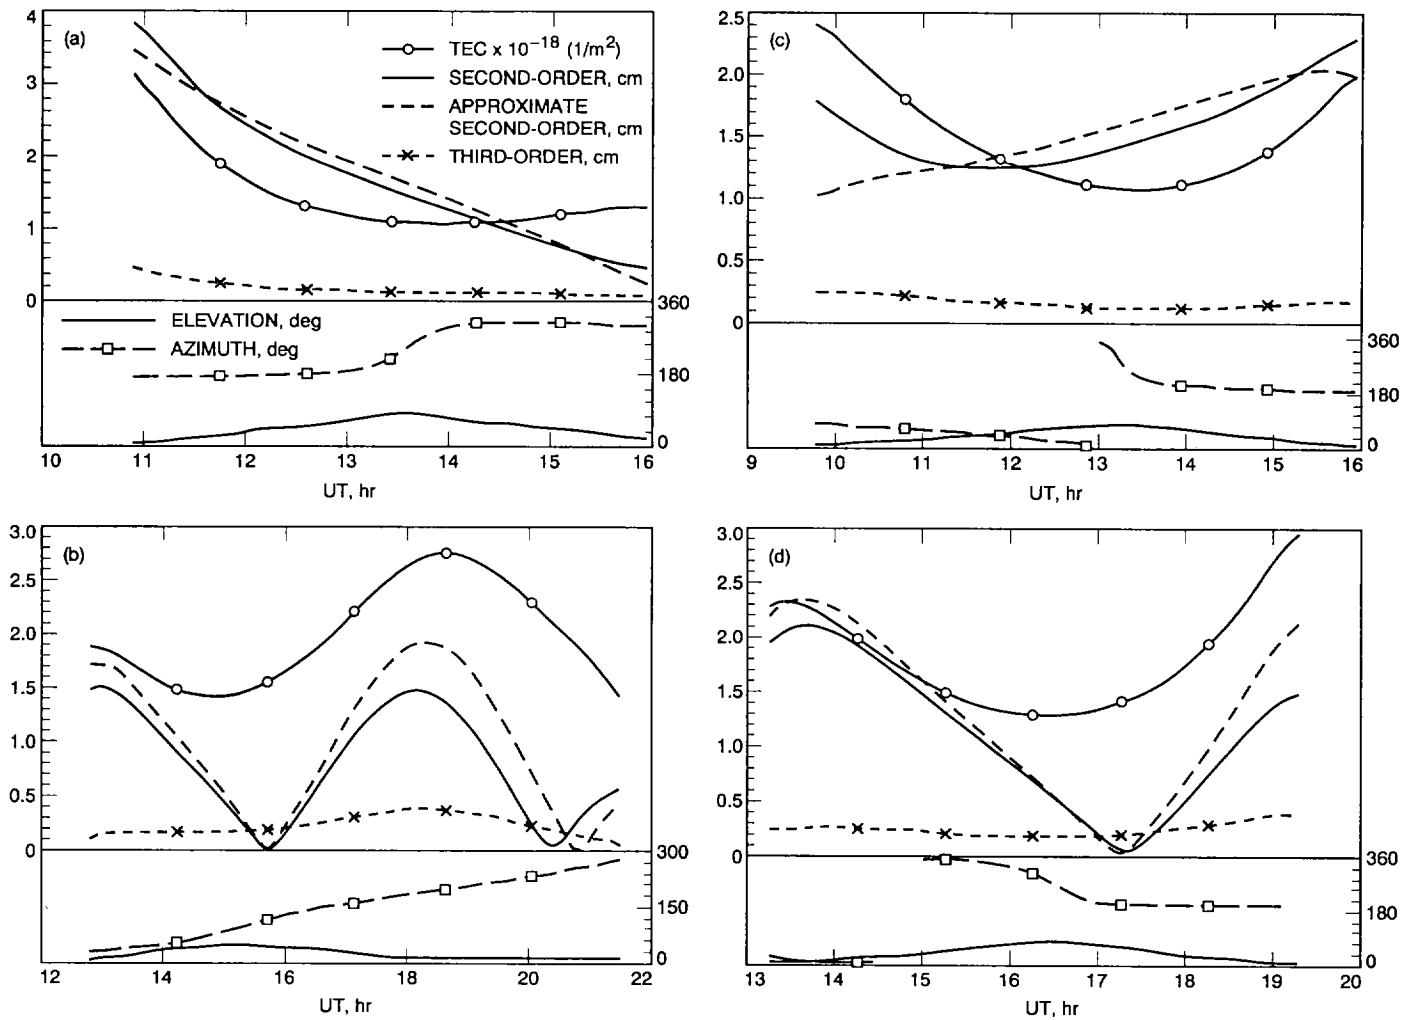 (a)
4
3
2
1
0
TEC x 10⁻¹⁸ (1/m²)
SECOND-ORDER, cm
APPROXIMATE
SECOND-ORDER, cm
THIRD-ORDER, cm
ELEVATION, deg
AZIMUTH, deg
360
180
0
10 11 12 13 14 15 16
UT, hr
(c)
2.5
2.0
1.5
1.0
0.5
0
360
180
0
9 10 11 12 13 14 15 16
UT, hr
(b)
3.0
2.5
2.0
1.5
1.0
0.5
0
300
150
0
12 14 16 18 20 22
UT, hr
(d)
3.0
2.5
2.0
1.5
1.0
0.5
0
360
180
0
13 14 15 16 17 18 19 20
UT, hr